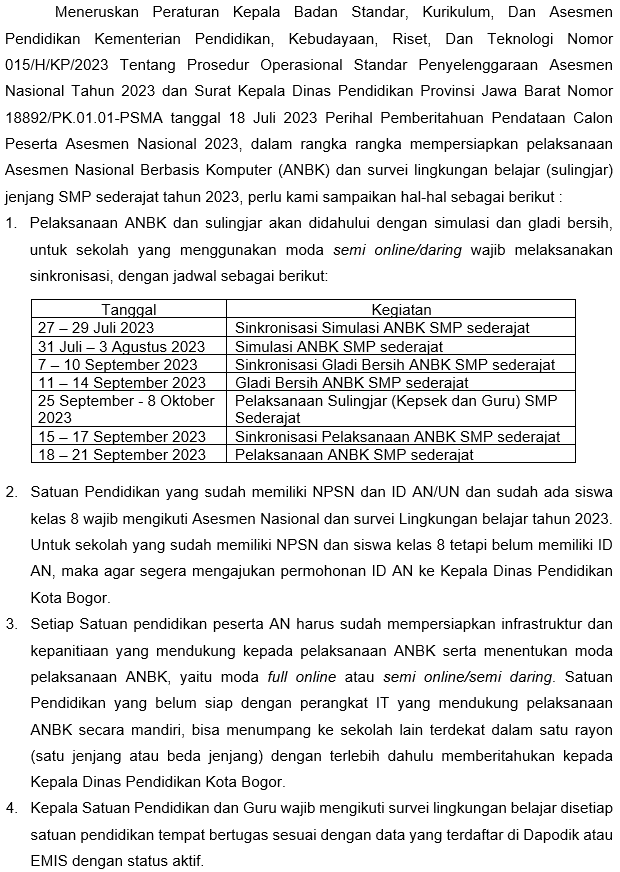 Meneruskan Peraturan Kepala Badan Standar, Kurikulum, Dan Asesmen
Pendidikan Kementerian Pendidikan, Kebudayaan, Riset, Dan Teknologi Nomor
015/H/KP/2023 Tentang Prosedur Operasional Standar Penyelenggaraan Asesmen
Nasional Tahun 2023 dan Surat Kepala Dinas Pendidikan Provinsi Jawa Barat Nomor
18892/PK.01.01-PSMA tanggal 18 Juli 2023 Perihal Pemberitahuan Pendataan Calon
Peserta Asesmen Nasional 2023, dalam rangka rangka mempersiapkan pelaksanaan
Asesmen Nasional Berbasis Komputer (ANBK) dan survei lingkungan belajar (sulingjar)
jenjang SMP sederajat tahun 2023, perlu kami sampaikan hal-hal sebagai berikut :
1. Pelaksanaan ANBK dan sulingjar akan didahului dengan simulasi dan gladi bersih,
untuk sekolah yang menggunakan moda semi online/daring wajib melaksanakan
sinkronisasi, dengan jadwal sebagai berikut:
Tanggal Kegiatan
27 – 29 Juli 2023 Sinkronisasi Simulasi ANBK SMP sederajat
31 Juli – 3 Agustus 2023 Simulasi ANBK SMP sederajat
7 – 10 September 2023 Sinkronisasi Gladi Bersih ANBK SMP sederajat
11 – 14 September 2023 Gladi Bersih ANBK SMP sederajat
25 September - 8 Oktober Pelaksanaan Sulingjar (Kepsek dan Guru) SMP
2023 Sederajat
15 – 17 September 2023 Sinkronisasi Pelaksanaan ANBK SMP sederajat
18 – 21 September 2023 Pelaksanaan ANBK SMP sederajat
2. Satuan Pendidikan yang sudah memiliki NPSN dan ID AN/UN dan sudah ada siswa
kelas 8 wajib mengikuti Asesmen Nasional dan survei Lingkungan belajar tahun 2023.
Untuk sekolah yang sudah memiliki NPSN dan siswa kelas 8 tetapi belum memiliki ID
AN, maka agar segera mengajukan permohonan ID AN ke Kepala Dinas Pendidikan
Kota Bogor.
3. Setiap Satuan pendidikan peserta AN harus sudah mempersiapkan infrastruktur dan
kepanitiaan yang mendukung kepada pelaksanaan ANBK serta menentukan moda
pelaksanaan ANBK, yaitu moda full online atau semi online/semi daring. Satuan
Pendidikan yang belum siap dengan perangkat IT yang mendukung pelaksanaan
ANBK secara mandiri, bisa menumpang ke sekolah lain terdekat dalam satu rayon
(satu jenjang atau beda jenjang) dengan terlebih dahulu memberitahukan kepada
Kepala Dinas Pendidikan Kota Bogor.
4. Kepala Satuan Pendidikan dan Guru wajib mengikuti survei lingkungan belajar disetiap
satuan pendidikan tempat bertugas sesuai dengan data yang terdaftar di Dapodik atau
EMIS dengan status aktif.